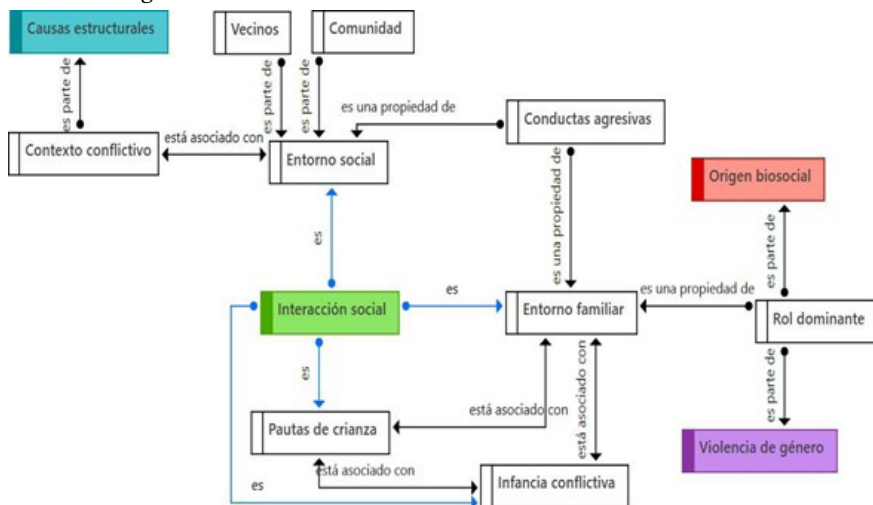 Causas estructurales
Vecinos
Comunidad
es parte de
es parte de
es parte de
es una propiedad de
Conductas agresivas
Contexto conflictivo
está asociado con
Entorno social
Origen biosocial
es
es una propiedad de
es parte de
Interacción social
es
Entorno familiar
es una propiedad de
Rol dominante
es
está asociado con
está asociado con
es parte de
Pautas de crianza
Violencia de género
está asociado con
es
Infancia conflictiva